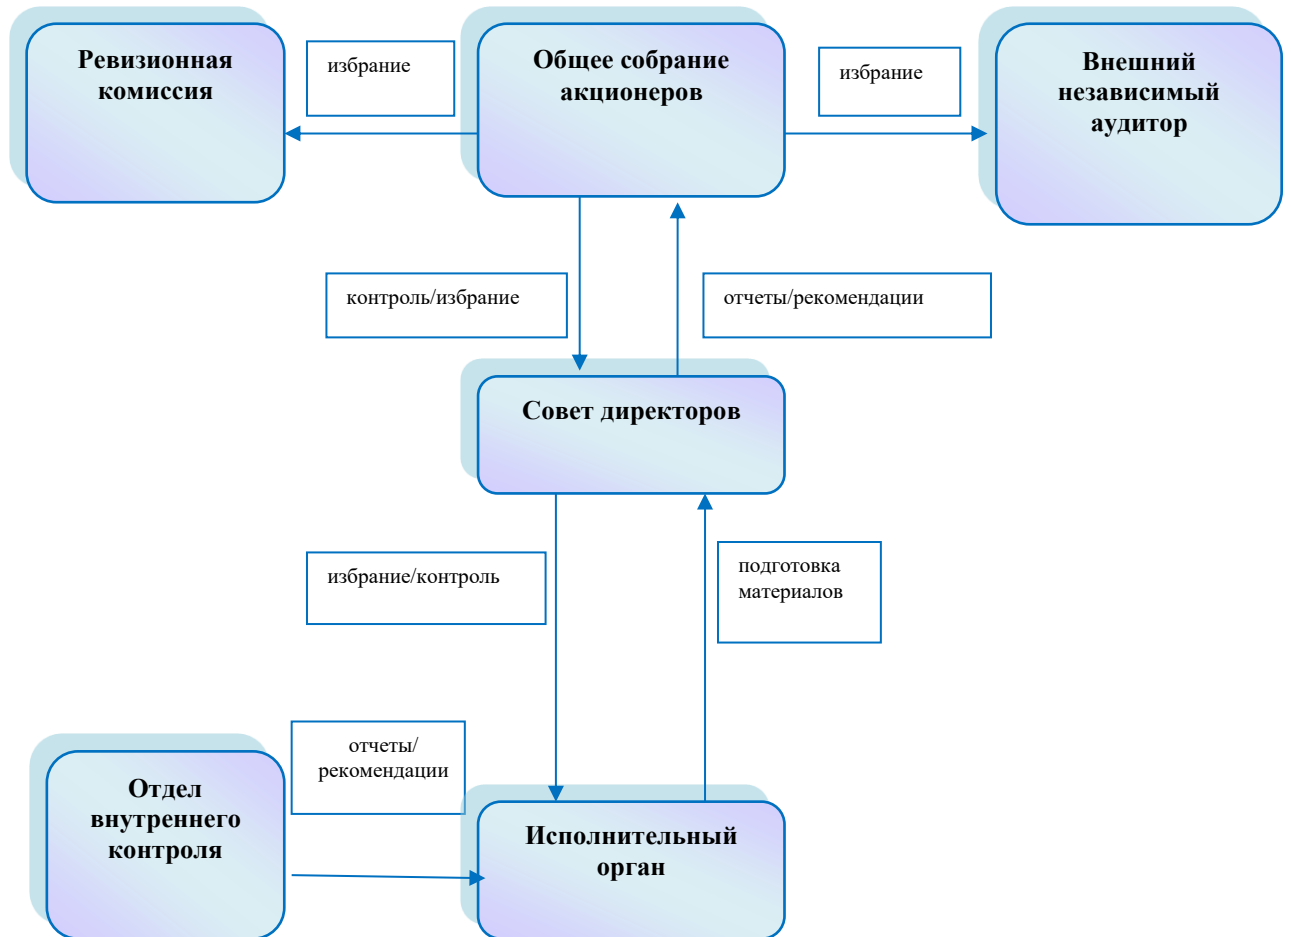 Ревизионная
комиссия
избрание
Общее собрание
акционеров
избрание
Внешний
независимый
аудитор
контроль/избрание
отчеты/рекомендации
Совет директоров
избрание/контроль
подготовка
материалов
Отдел
внутреннего
контроля
отчеты/
рекомендации
Исполнительный
орган